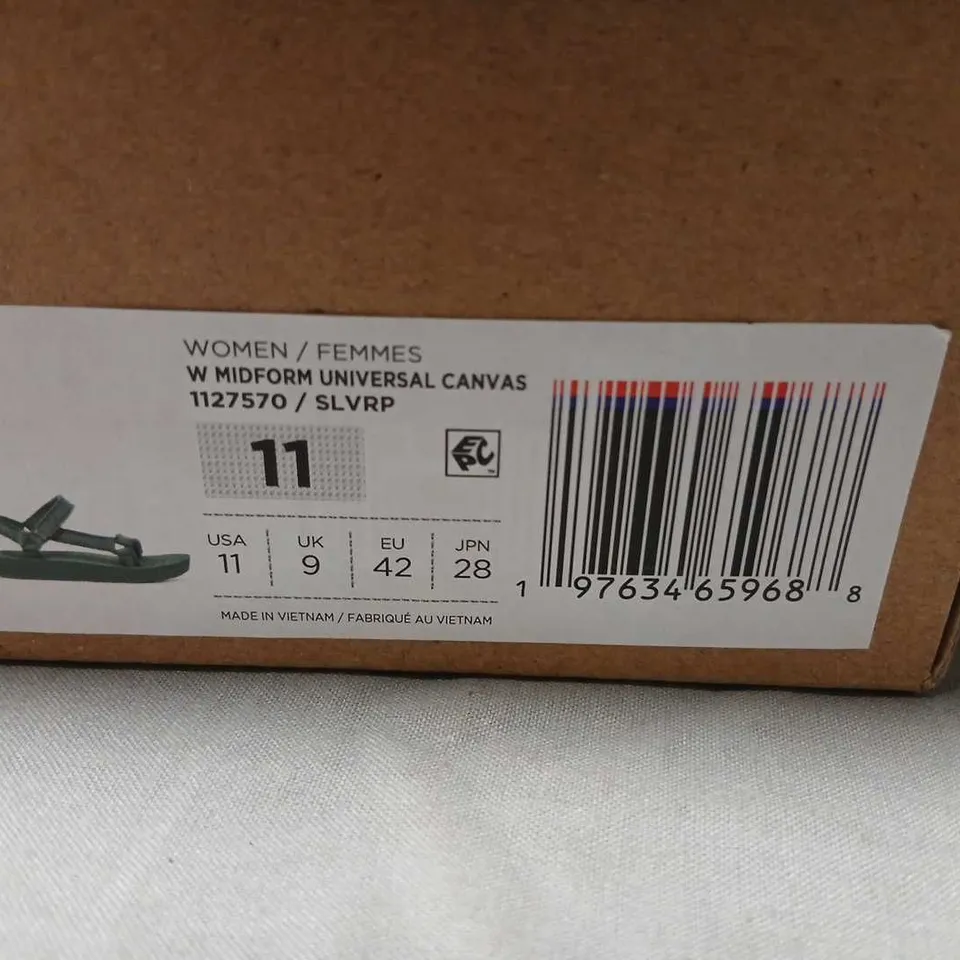 WOMEN / FEMMES
W MIDFORM UNIVERSAL CANVAS
1127570 / SLVRP
11
EPC™
USA UK EU JPN
11 9 42 28
MADE IN VIETNAM / FABRIQUÉ AU VIETNAM
1 97634 65968 8